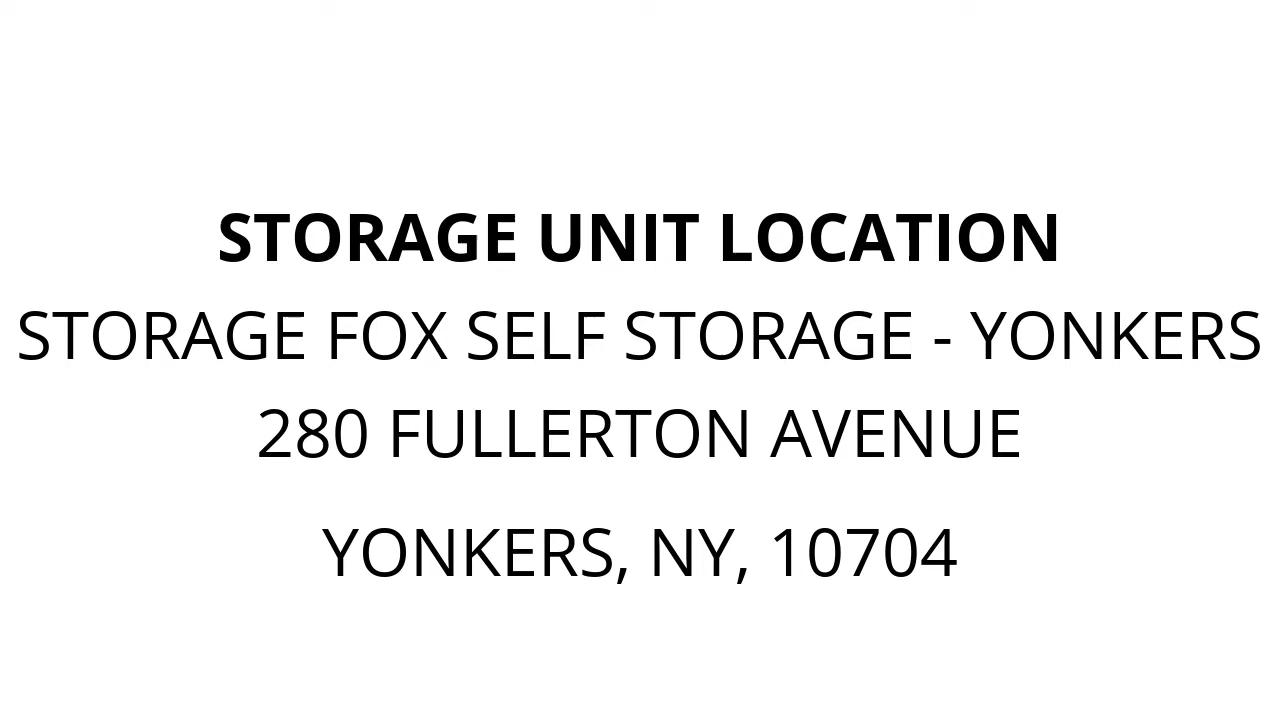 STORAGE UNIT LOCATION
STORAGE FOX SELF STORAGE - YONKERS
280 FULLERTON AVENUE
YONKERS, NY, 10704